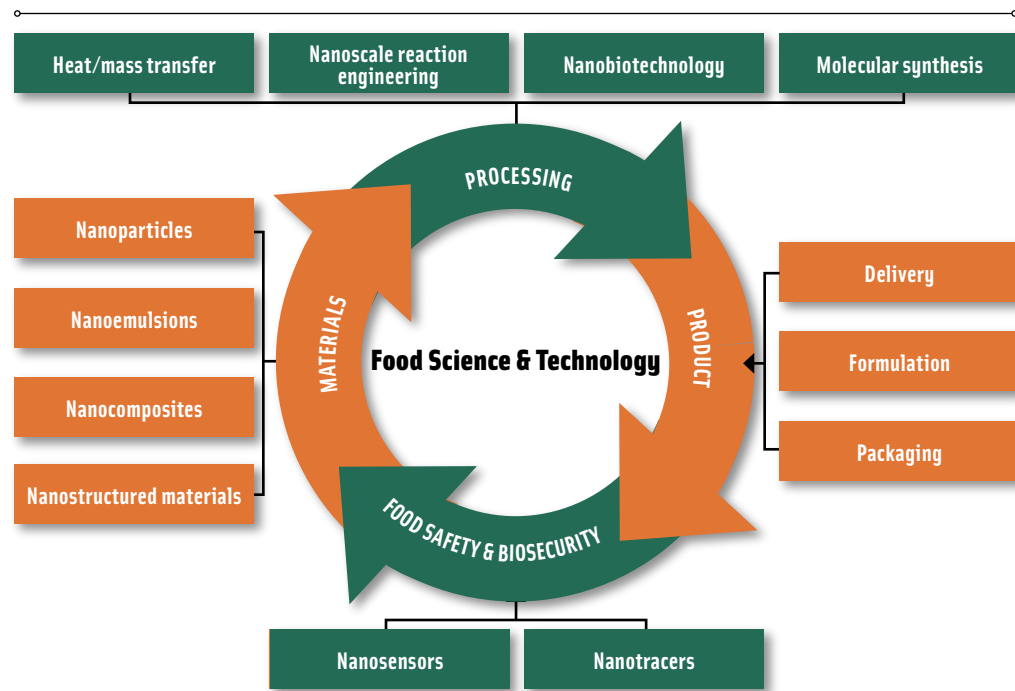 Heat/mass transfer
Nanoscale reaction
engineering
Nanobiotechnology
Molecular synthesis
PROCESSING
Nanoparticles
Nanoemulsions
Nanocomposites
Nanostructured materials
MATERIALS
Food Science & Technology
PRODUCT
Delivery
Formulation
Packaging
FOOD SAFETY & BIOSECURITY
Nanosensors
Nanotracers